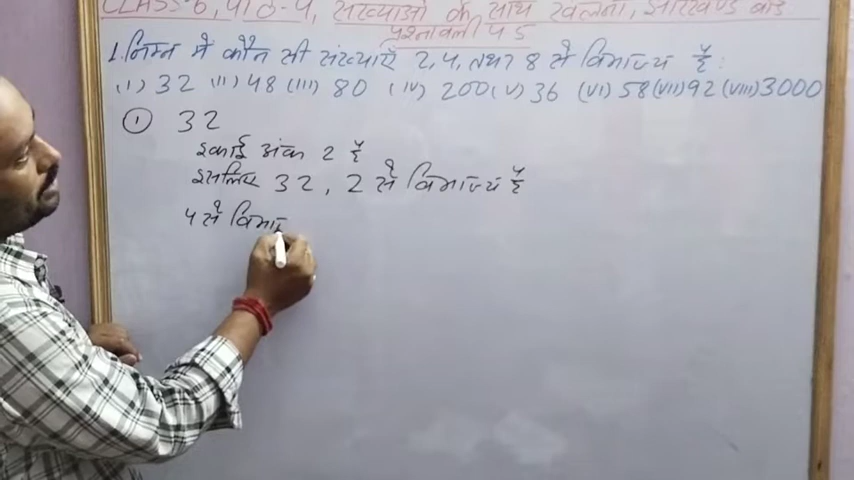 CLASS-6, पाठ-4, संख्याओं के साथ खेलना, झारखण्ड बोर्ड
प्रश्नावली 4.5
1. निम्न में कौन सी संख्याएँ 2, 4, तथा 8 से विभाज्य है :
(i) 32 (ii) 48 (iii) 80 (iv) 200 (v) 36 (vi) 58 (vii) 92 (viii) 3000
① 32
इकाई अंक 2 है
इसलिए 32, 2 से विभाज्य है
4 से विभा